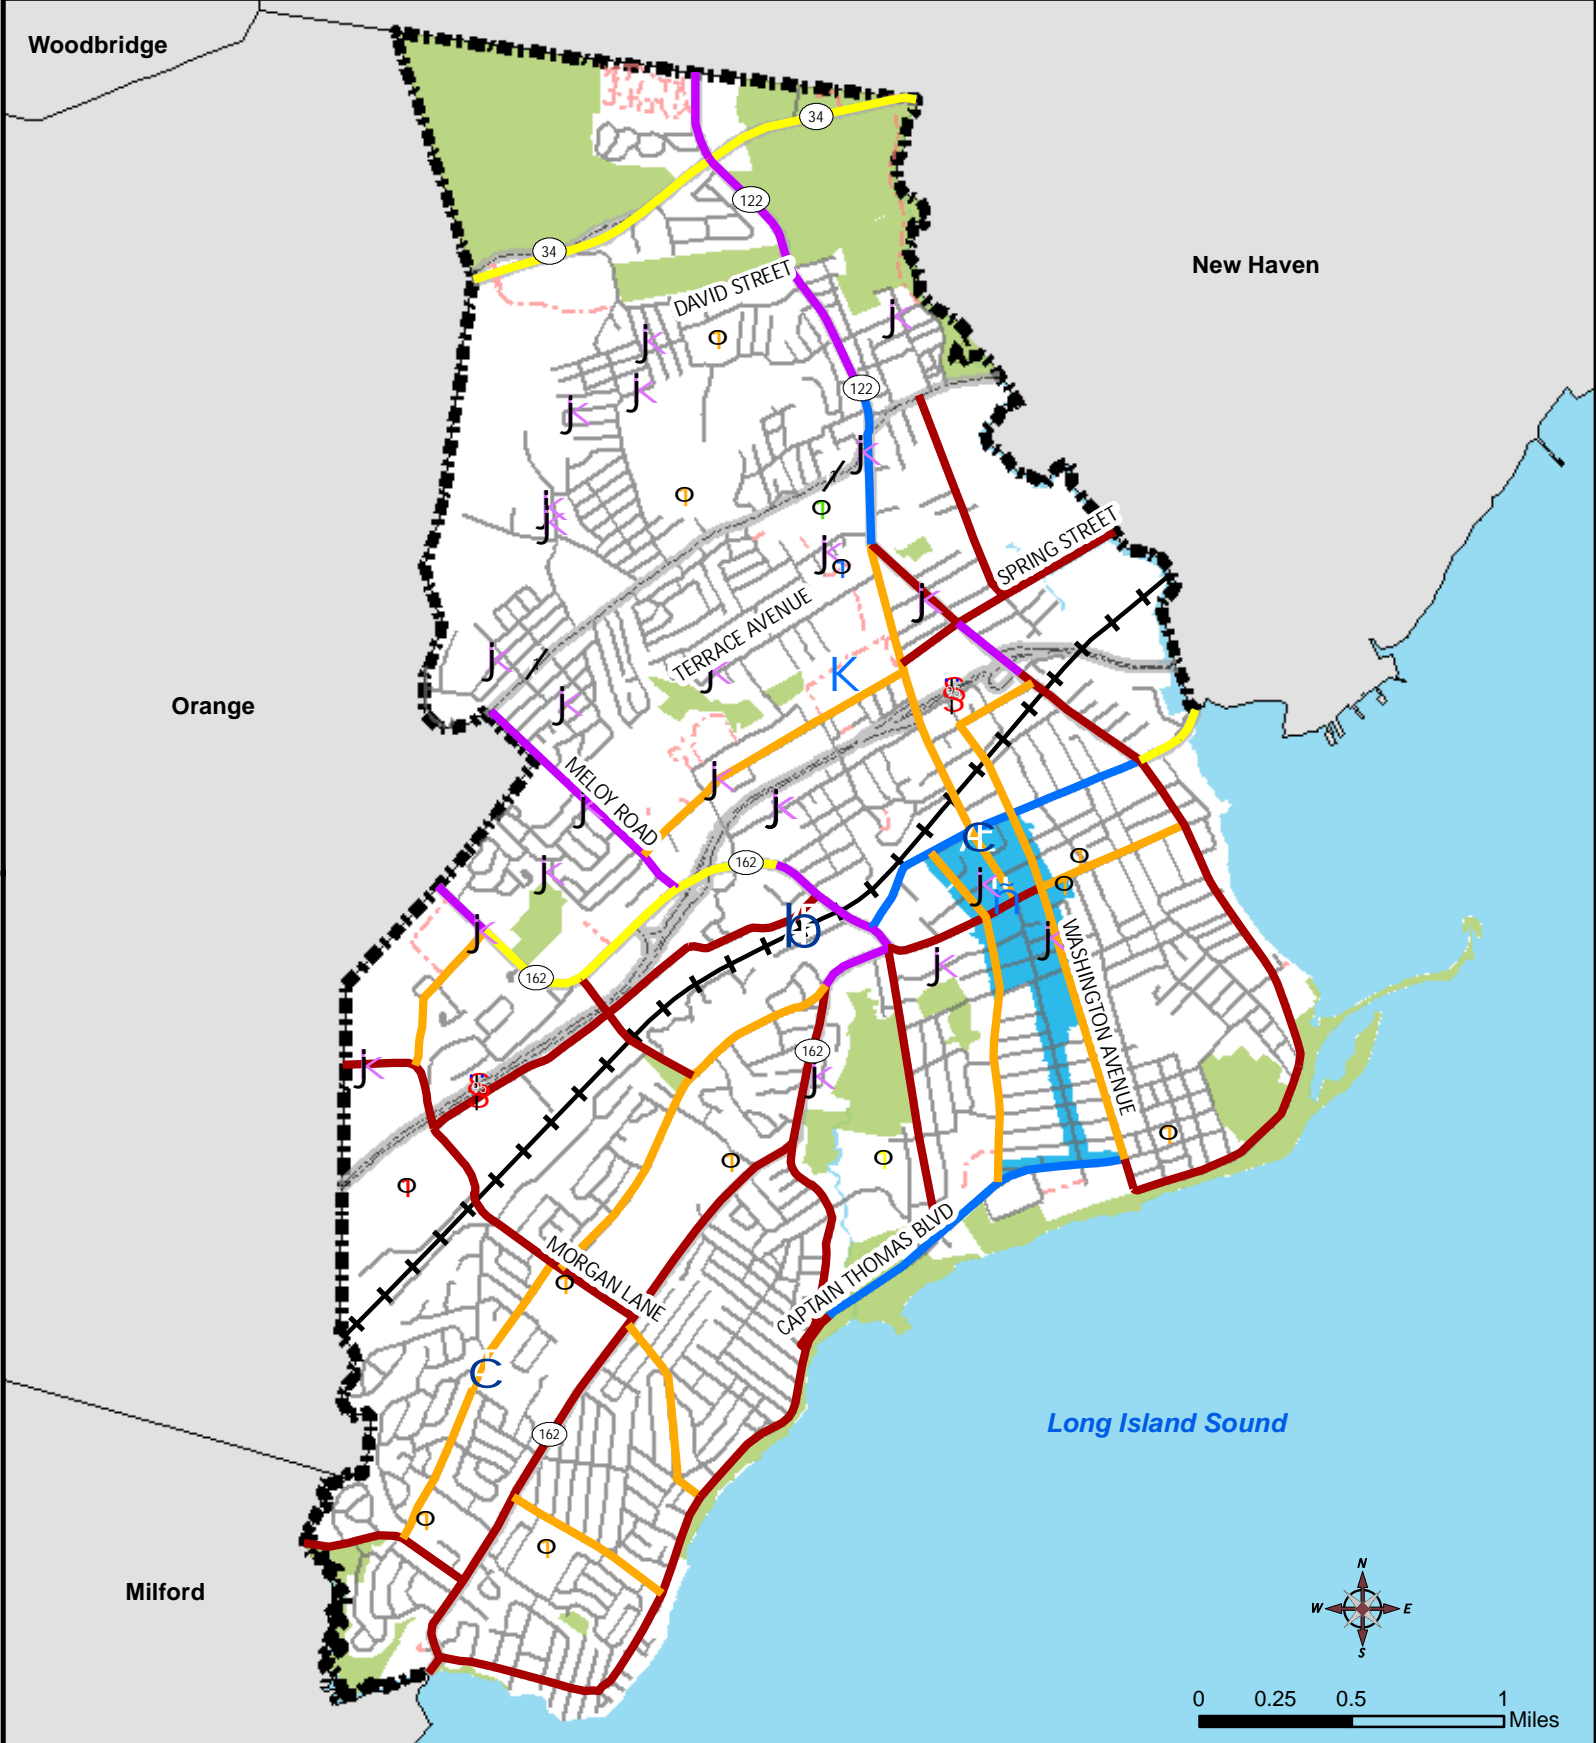 Woodbridge
34
122
34
New Haven
DAVID STREET
122
SPRING STREET
TERRACE AVENUE
Orange
MELOY ROAD
162
162
WASHINGTON AVENUE
162
CAPTAIN THOMAS BLVD
MORGAN LANE
162
Long Island Sound
Milford
N
W E
S
0 0.25 0.5 1
Miles